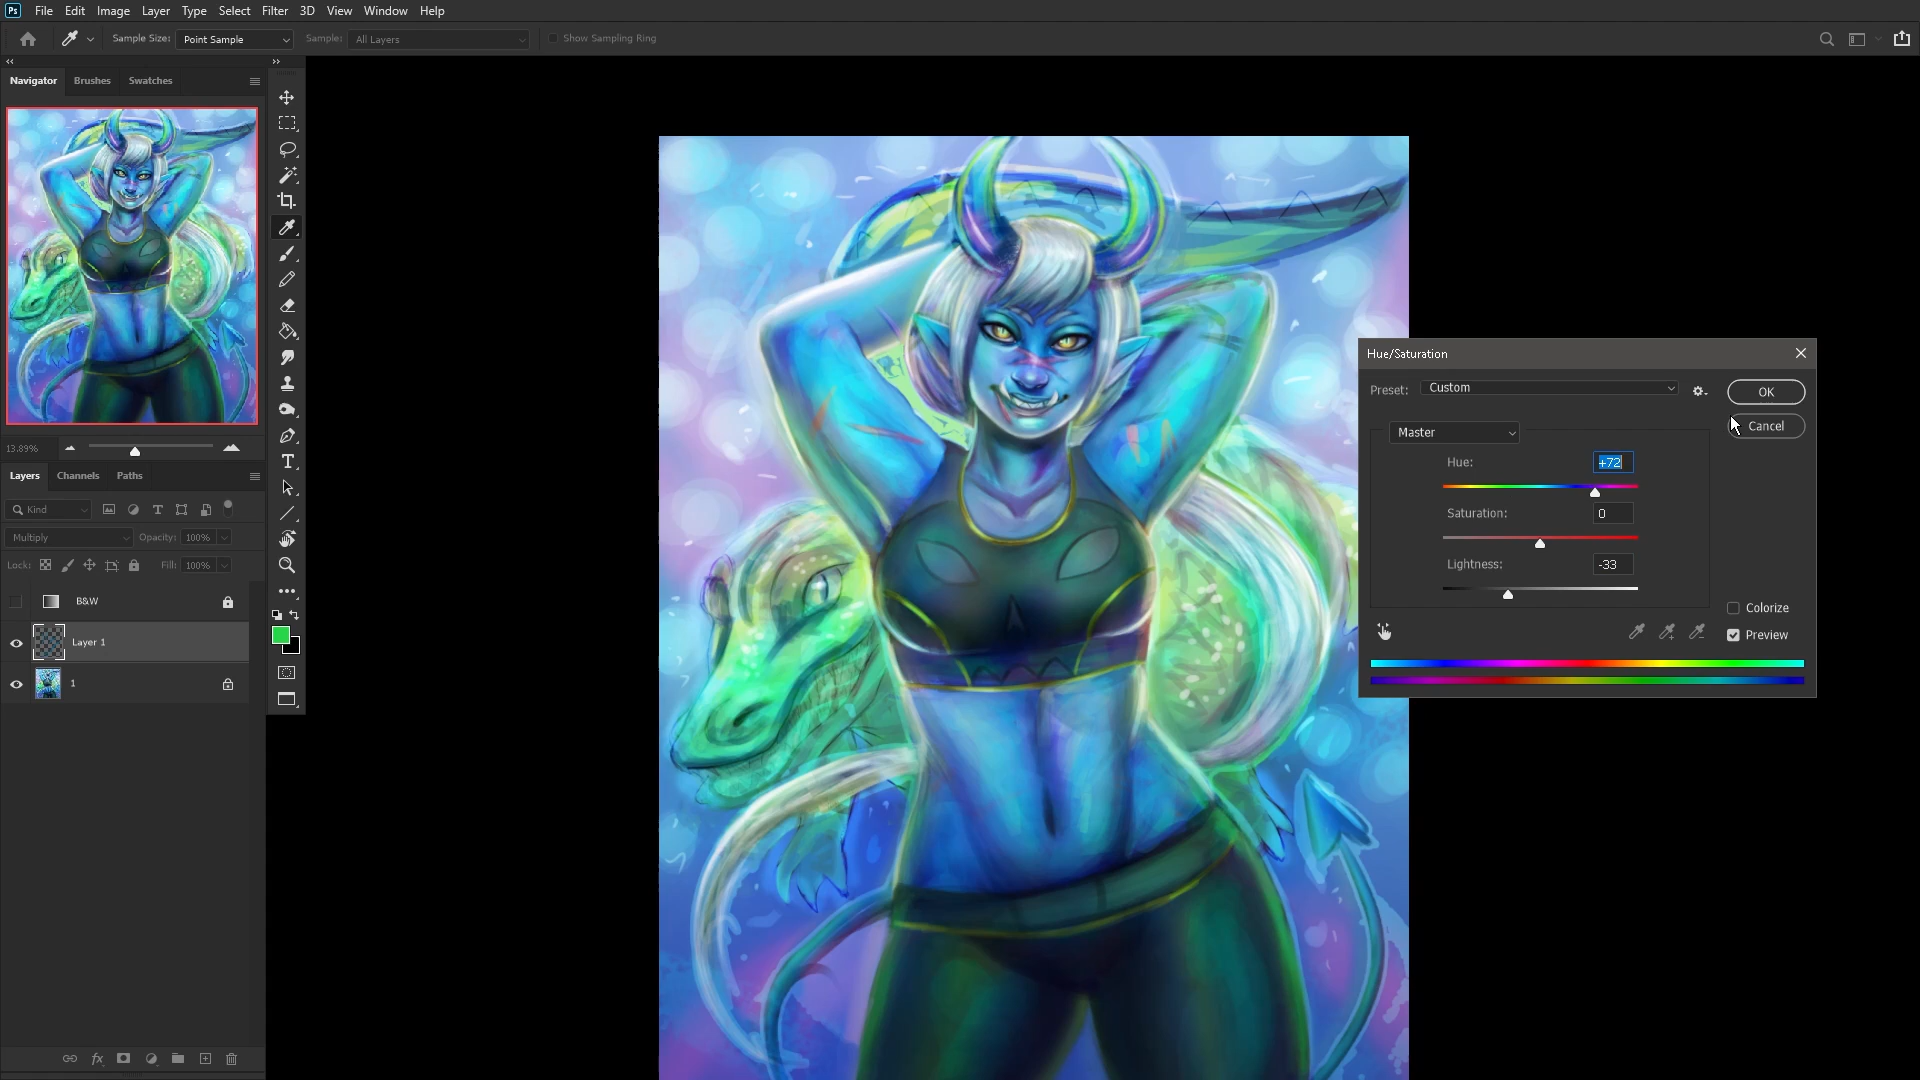 Ps File Edit Image Layer Type Select Filter 3D View Window Help
Sample Size: Point Sample Sample: All Layers Show Sampling Ring
Navigator Brushes Swatches
13.89%
Layers Channels Paths
Kind
Multiply Opacity: 100%
Lock: Fill: 100%
B&W
Layer 1
1
Hue/Saturation
Preset: Custom
OK
Cancel
Master
Hue: +72
Saturation: 0
Lightness: -33
Colorize
Preview